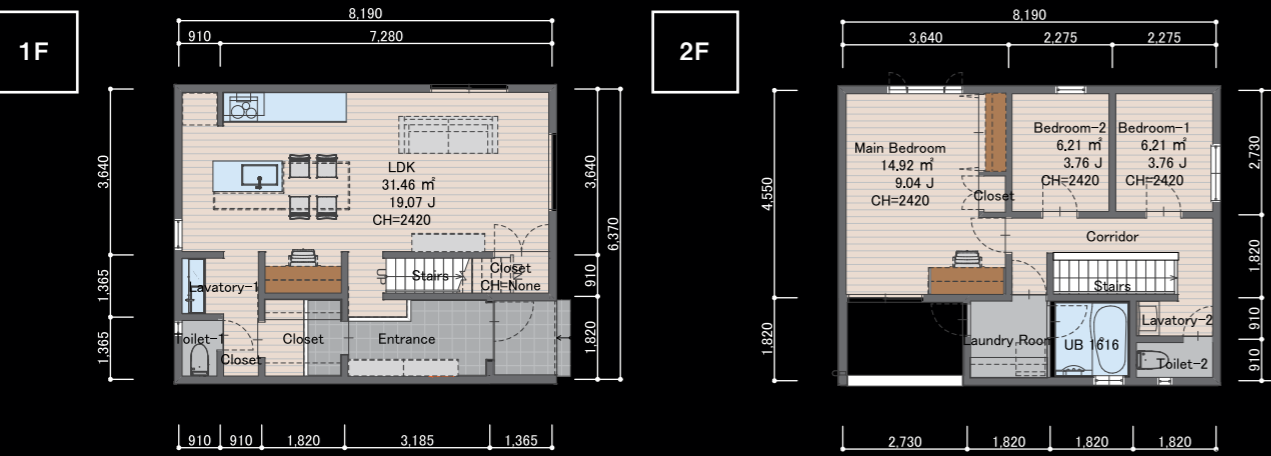 1F
8,190
910
7,280
3,640
1,365
1,365
LDK
31.46 ㎡
19.07 J
CH=2420
Lavatory-1
Stairs
Closet
CH=None
Toilet-1
Closet
Closet
Entrance
3,640
910
1,820
6,370
910
910
1,820
3,185
1,365
2F
8,190
3,640
2,275
2,275
4,550
1,820
Main Bedroom
14.92 ㎡
9.04 J
CH=2420
Closet
Bedroom-2
6.21 ㎡
3.76 J
CH=2420
Bedroom-1
6.21 ㎡
3.76 J
CH=2420
Corridor
Stairs
Laundry Room
UB 1616
Lavatory-2
Toilet-2
2,730
1,820
910
910
2,730
1,820
1,820
1,820